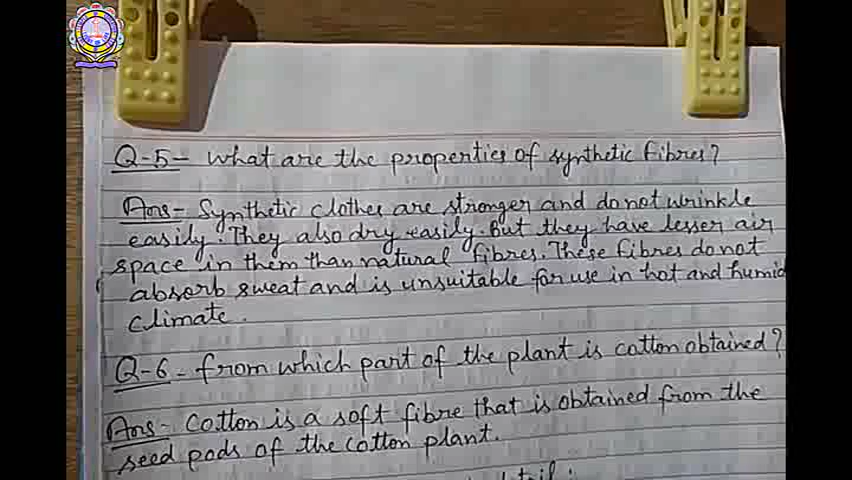 Q-5- What are the properties of synthetic fibres?
Ans- Synthetic clothes are stronger and do not wrinkle
easily. They also dry easily. But they have lesser air
space in them than natural fibres. These fibres do not
absorb sweat and is unsuitable for use in hot and humid
climate.
Q-6- From which part of the plant is cotton obtained?
Ans- Cotton is a soft fibre that is obtained from the
seed pods of the cotton plant.